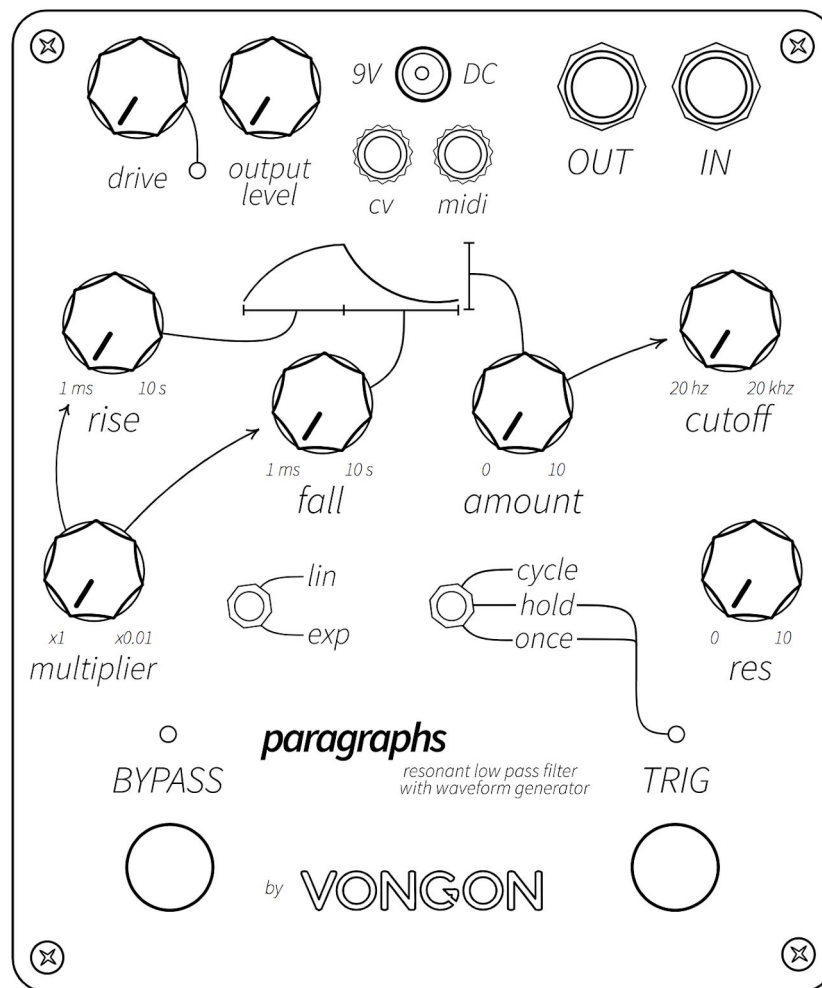 9V DC
drive
output
level
OUT
IN
cv
midi
1 ms 10 s
rise
20 hz 20 khz
cutoff
1 ms 10 s
fall
0 10
amount
lin
exp
cycle
hold
once
x1 x0.01
multiplier
0 10
res
paragraphs
resonant low pass filter
with waveform generator
BYPASS
TRIG
by VONGON